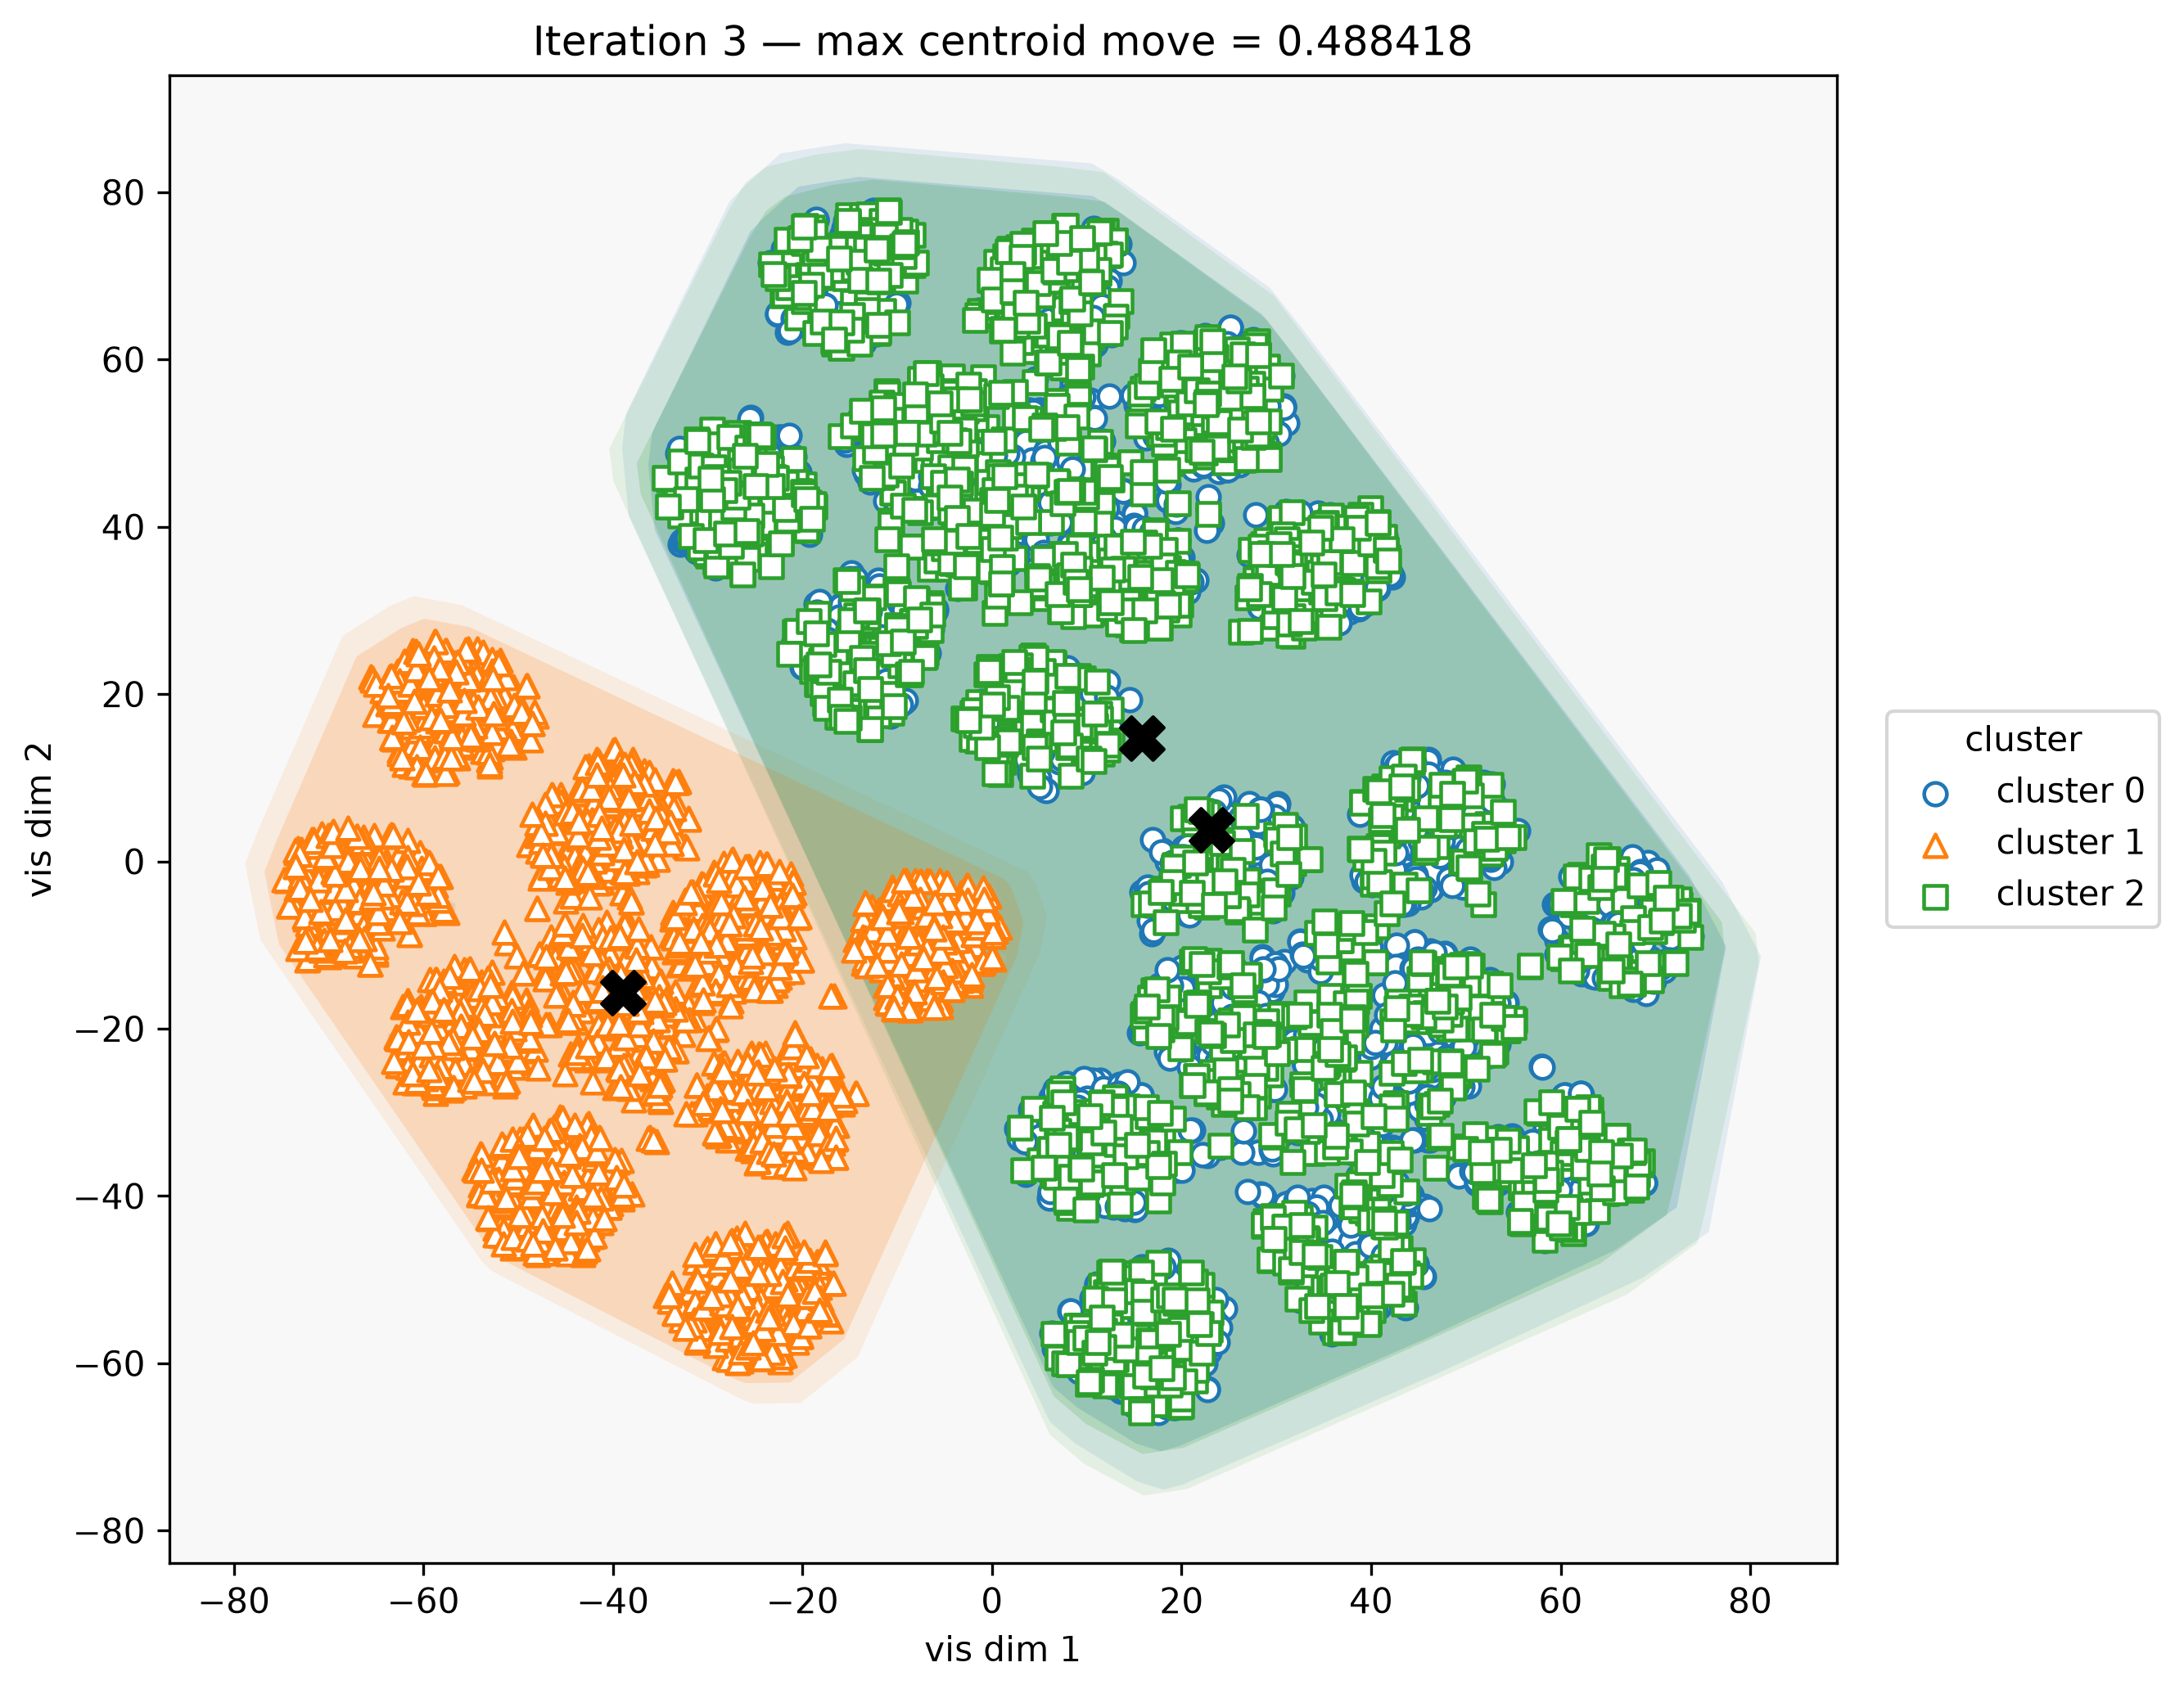 Iteration 3 — max centroid move = 0.488418
vis dim 2
80
60
40
20
0
−20
−40
−60
−80
−80
−60
−40
−20
0
20
40
60
80
vis dim 1
cluster
cluster 0
cluster 1
cluster 2